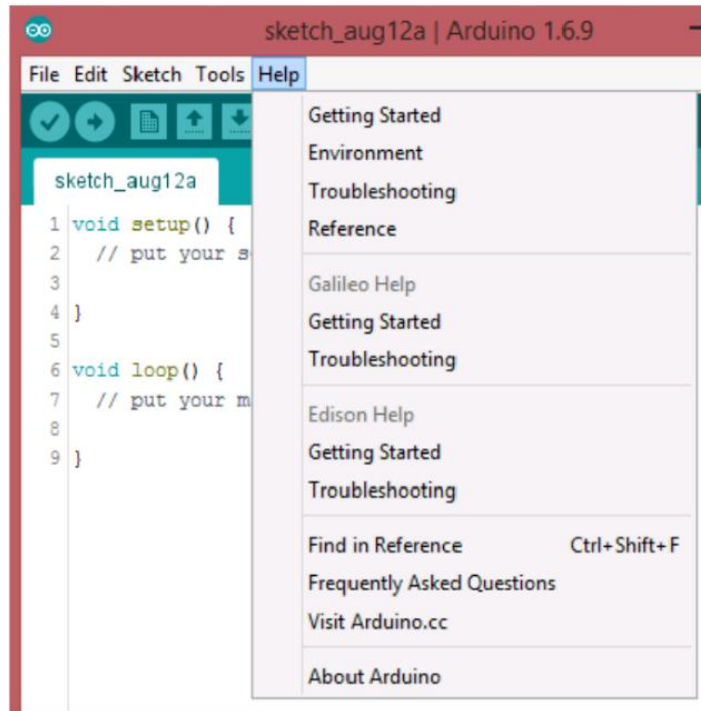 sketch_aug12a | Arduino 1.6.9
File Edit Sketch Tools Help
sketch_aug12a
1 void setup() {
2 // put your s
3
4 }
5
6 void loop() {
7 // put your m
8
9 }
Getting Started
Environment
Troubleshooting
Reference
Galileo Help
Getting Started
Troubleshooting
Edison Help
Getting Started
Troubleshooting
Find in Reference Ctrl+Shift+F
Frequently Asked Questions
Visit Arduino.cc
About Arduino